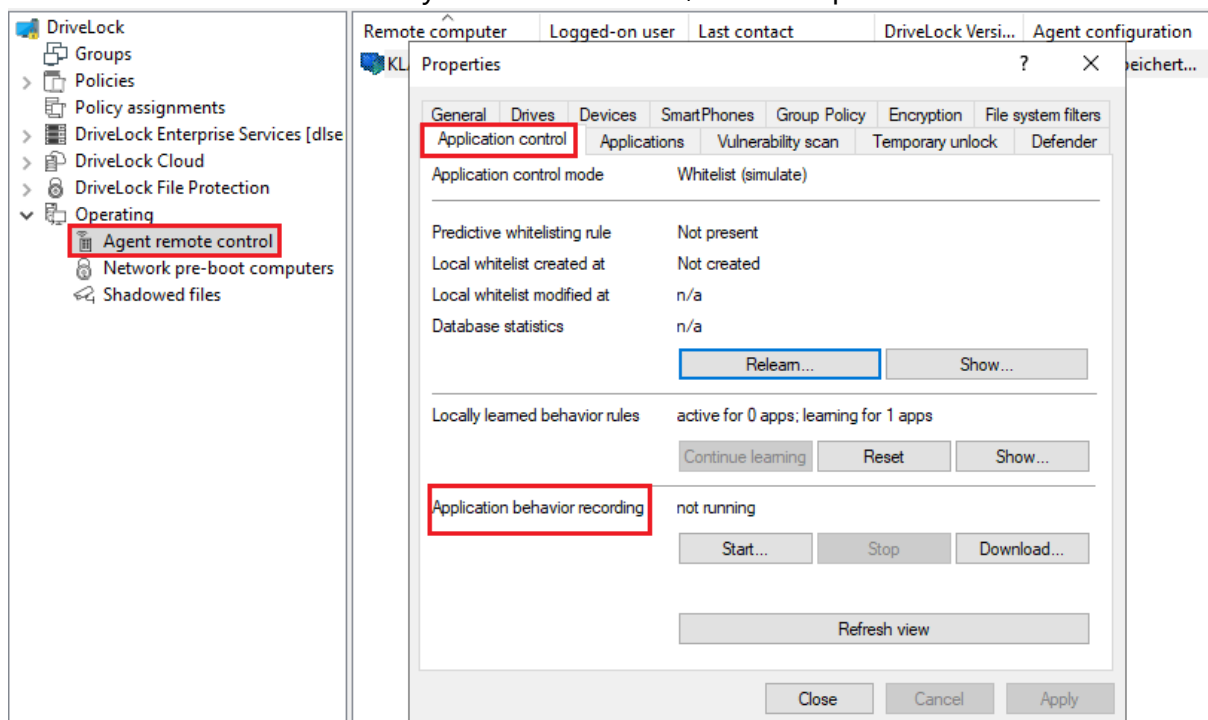 DriveLock
Groups
Policies
Policy assignments
DriveLock Enterprise Services [dlse
DriveLock Cloud
DriveLock File Protection
Operating
Agent remote control
Network pre-boot computers
Shadowed files
Remote computer Logged-on user Last contact DriveLock Versi... Agent configuration
KL
peichert...
Properties ?
General Drives Devices SmartPhones Group Policy Encryption File system filters
Application control Applications Vulnerability scan Temporary unlock Defender
Application control mode Whitelist (simulate)
Predictive whitelisting rule Not present
Local whitelist created at Not created
Local whitelist modified at n/a
Database statistics n/a
Relearn... Show...
Locally learned behavior rules active for 0 apps; learning for 1 apps
Continue learning Reset Show...
Application behavior recording not running
Start... Stop Download...
Refresh view
Close Cancel Apply